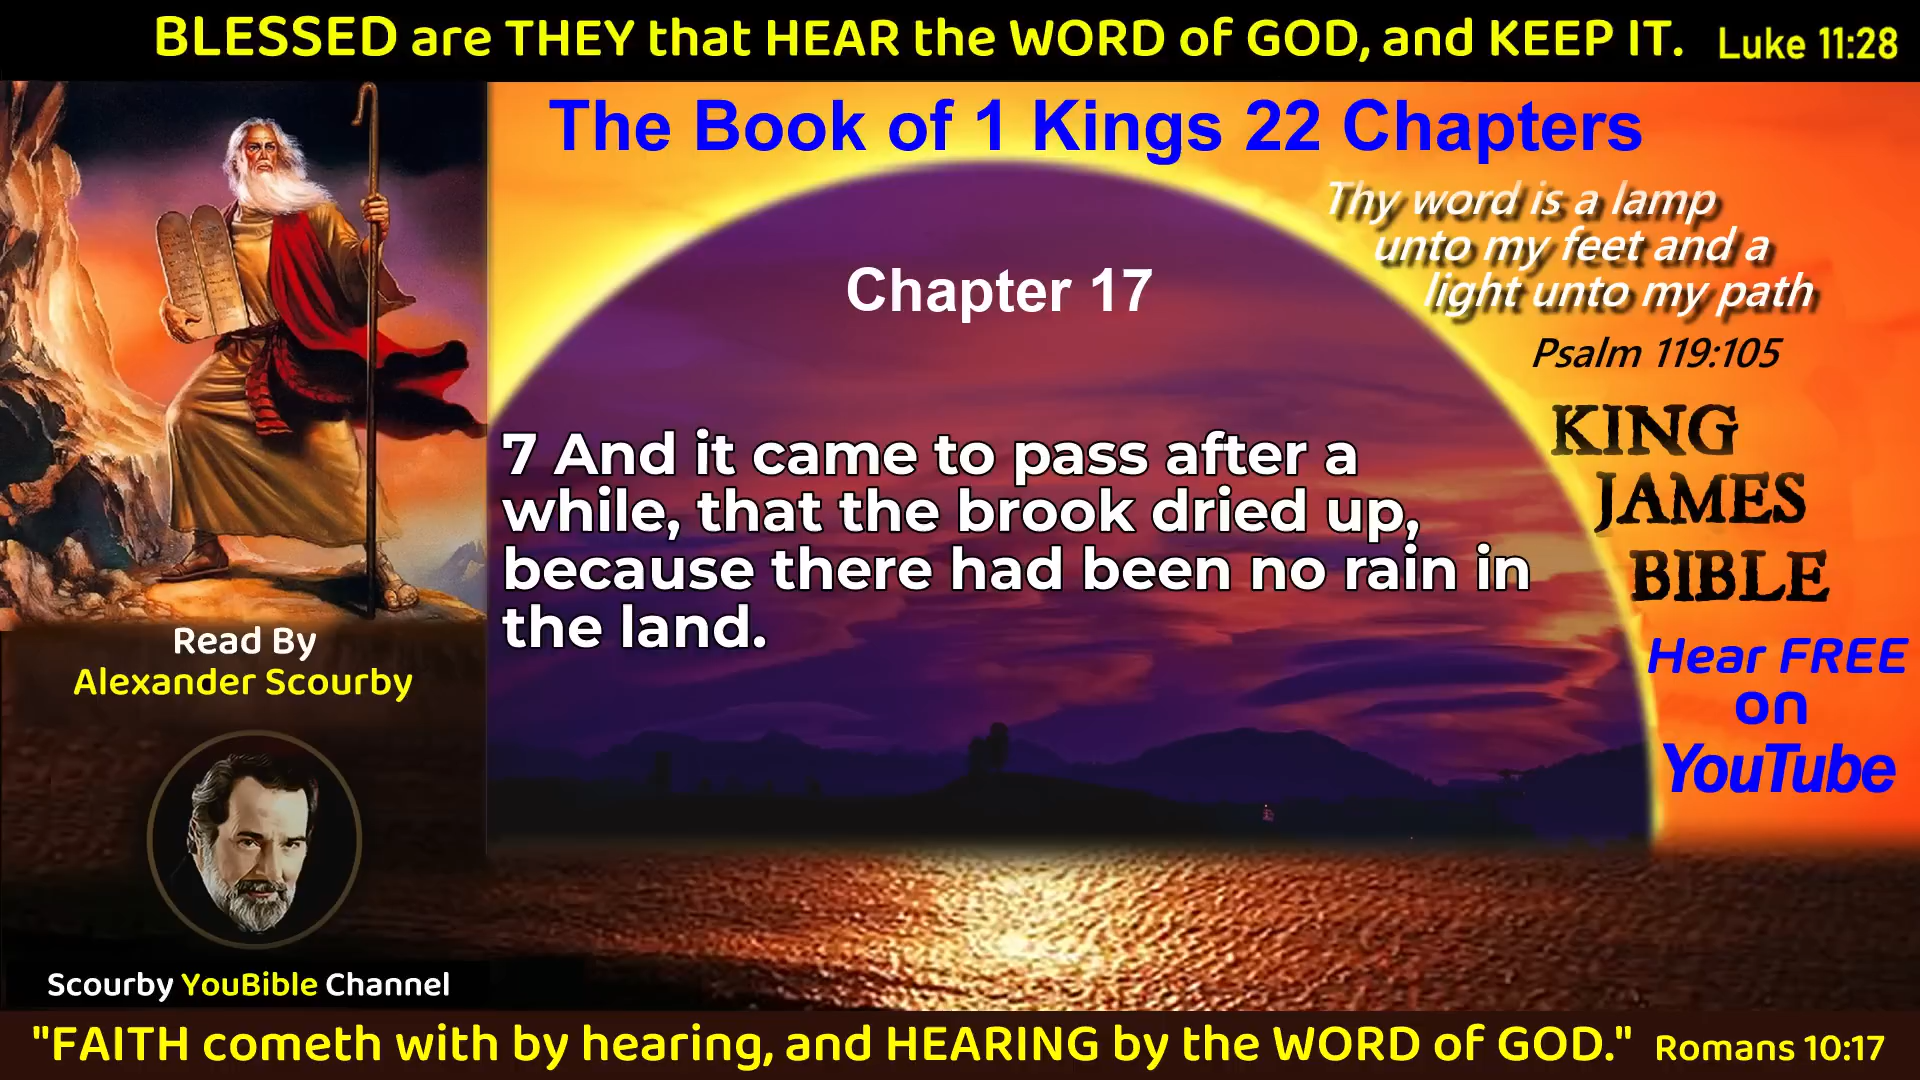 BLESSED are THEY that HEAR the WORD of GOD, and KEEP IT. Luke 11:28
The Book of 1 Kings 22 Chapters
Thy word is a lamp
unto my feet and a
light unto my path
Psalm 119:105
Chapter 17
7 And it came to pass after a
while, that the brook dried up,
because there had been no rain in
the land.
KING
JAMES
BIBLE
Hear FREE
on
YouTube
Read By
Alexander Scourby
Scourby YouBible Channel
"FAITH cometh with by hearing, and HEARING by the WORD of GOD." Romans 10:17